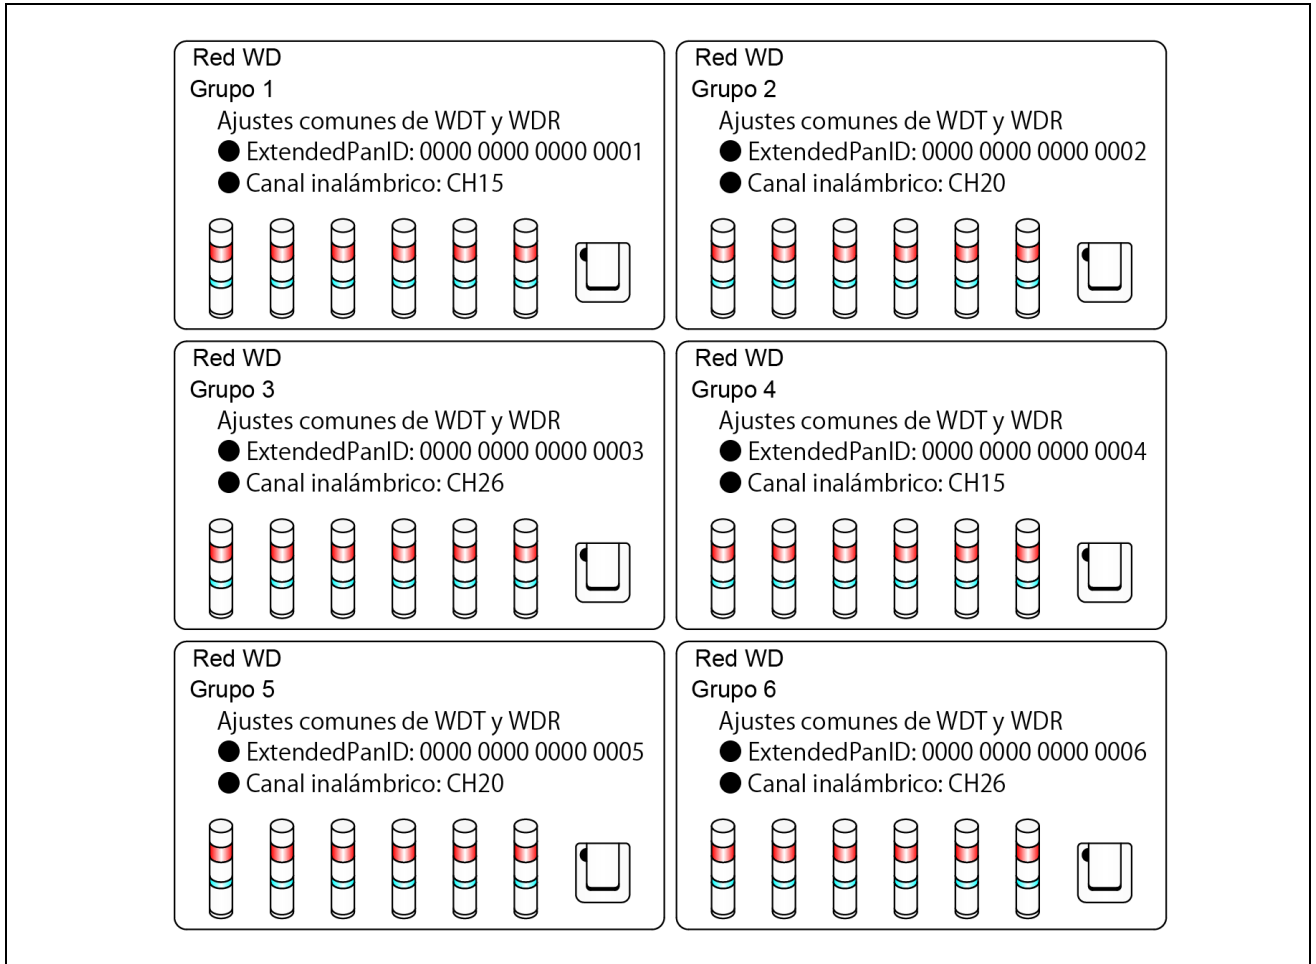 Red WD
Grupo 1
Ajustes comunes de WDT y WDR
● ExtendedPanID: 0000 0000 0000 0001
● Canal inalámbrico: CH15
Red WD
Grupo 2
Ajustes comunes de WDT y WDR
● ExtendedPanID: 0000 0000 0000 0002
● Canal inalámbrico: CH20
Red WD
Grupo 3
Ajustes comunes de WDT y WDR
● ExtendedPanID: 0000 0000 0000 0003
● Canal inalámbrico: CH26
Red WD
Grupo 4
Ajustes comunes de WDT y WDR
● ExtendedPanID: 0000 0000 0000 0004
● Canal inalámbrico: CH15
Red WD
Grupo 5
Ajustes comunes de WDT y WDR
● ExtendedPanID: 0000 0000 0000 0005
● Canal inalámbrico: CH20
Red WD
Grupo 6
Ajustes comunes de WDT y WDR
● ExtendedPanID: 0000 0000 0000 0006
● Canal inalámbrico: CH26